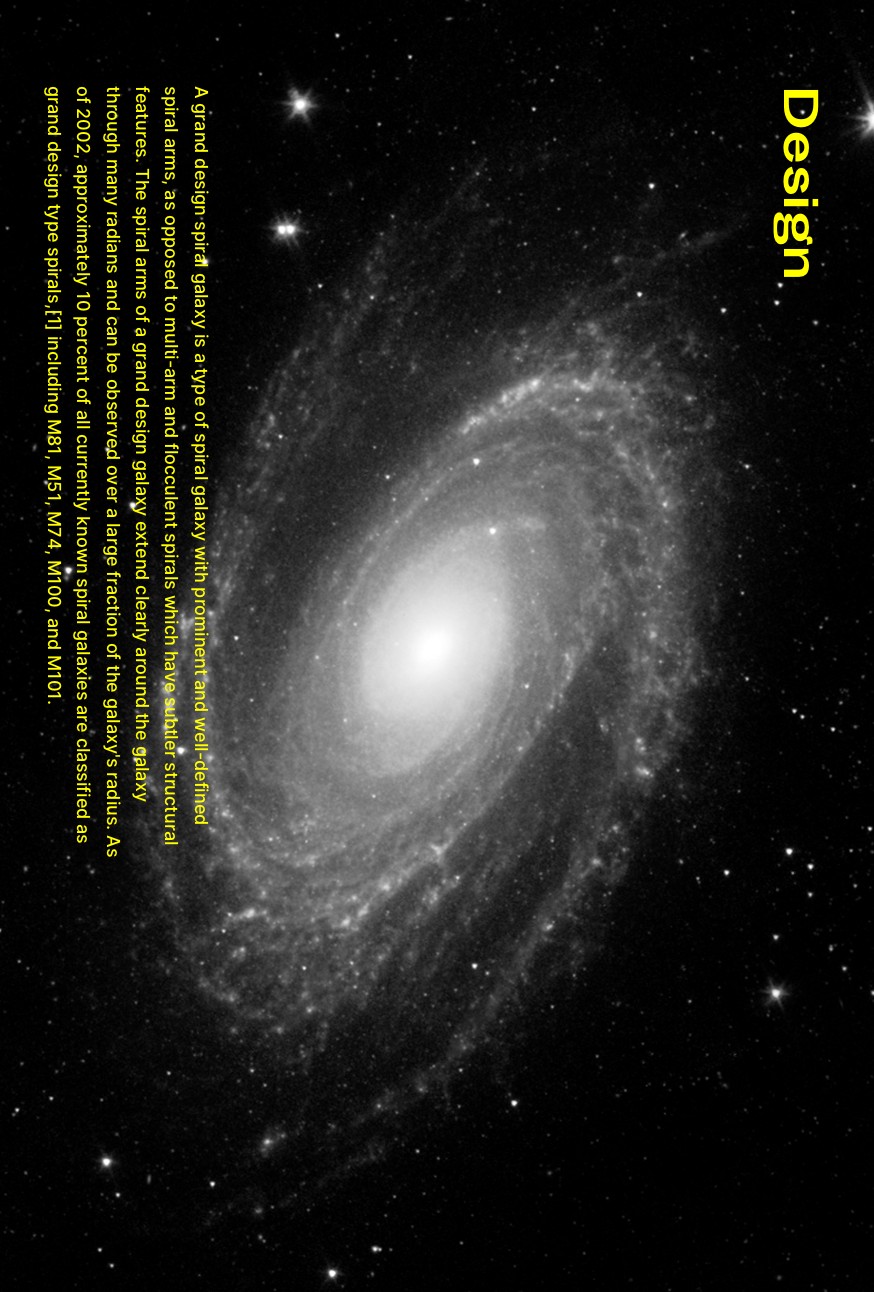 Design
A grand design spiral galaxy is a type of spiral galaxy with prominent and well-defined
spiral arms, as opposed to multi-arm and flocculent spirals which have subtler structural
features. The spiral arms of a grand design galaxy extend clearly around the galaxy
through many radians and can be observed over a large fraction of the galaxy's radius. As
of 2002, approximately 10 percent of all currently known spiral galaxies are classified as
grand design type spirals,[1] including M81, M51, M74, M100, and M101.